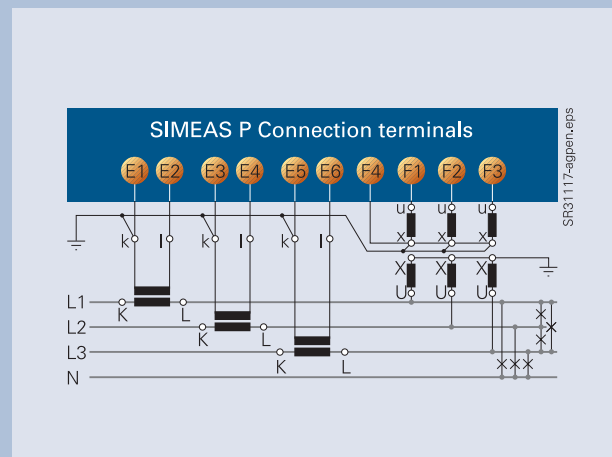 SIMEAS P Connection terminals
E1 E2 E3 E4 E5 E6 F4 F1 F2 F3
SR31117-agpen.eps
u u u
k l k l k l x x x
X X X
U U U
L1
K L
L2
K L
L3
K L
N